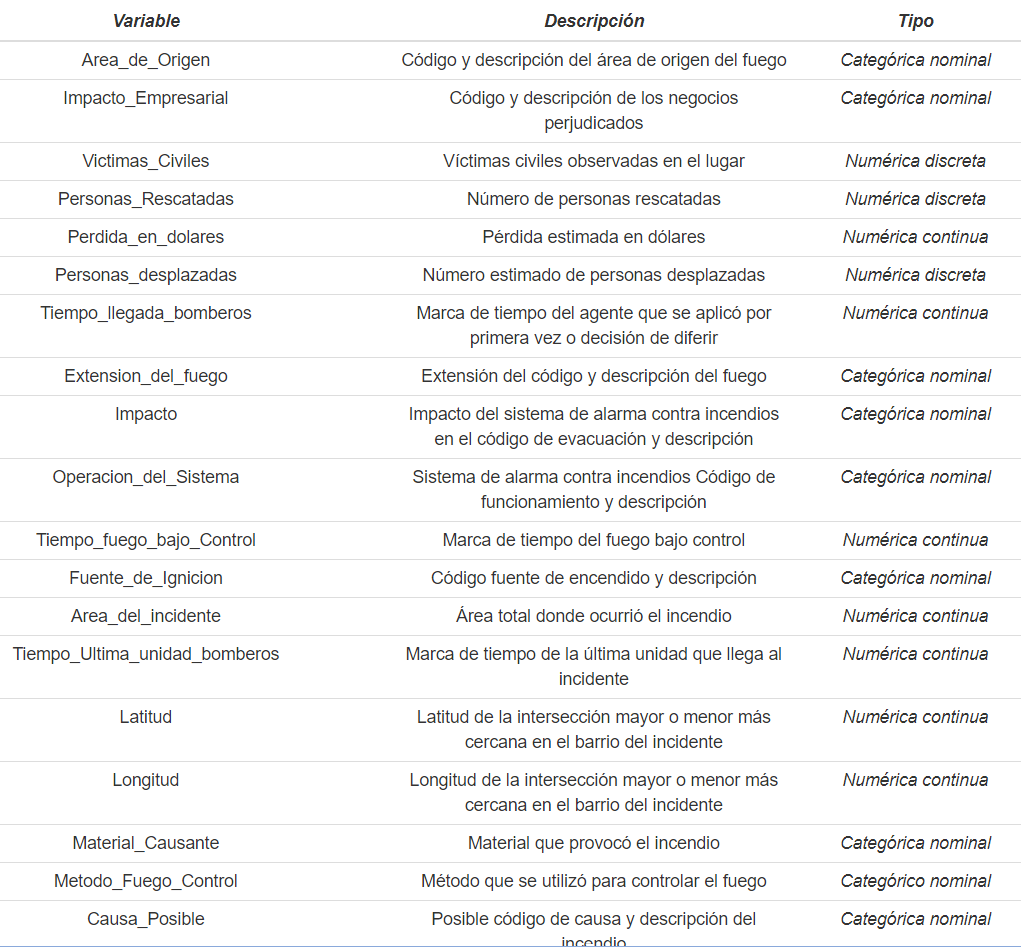 Variable Descripción Tipo
Area_de_Origen Código y descripción del área de origen del fuego Categórica nominal
Impacto_Empresarial Código y descripción de los negocios Categórica nominal
perjudicados
Victimas_Civiles Víctimas civiles observadas en el lugar Numérica discreta
Personas_Rescatadas Número de personas rescatadas Numérica discreta
Perdida_en_dolares Pérdida estimada en dólares Numérica continua
Personas_desplazadas Número estimado de personas desplazadas Numérica discreta
Tiempo_llegada_bomberos Marca de tiempo del agente que se aplicó por Numérica continua
primera vez o decisión de diferir
Extension_del_fuego Extensión del código y descripción del fuego Categórica nominal
Impacto Impacto del sistema de alarma contra incendios Categórica nominal
en el código de evacuación y descripción
Operacion_del_Sistema Sistema de alarma contra incendios Código de Categórica nominal
funcionamiento y descripción
Tiempo_fuego_bajo_Control Marca de tiempo del fuego bajo control Numérica continua
Fuente_de_Ignicion Código fuente de encendido y descripción Categórica nominal
Area_del_incidente Área total donde ocurrió el incendio Numérica continua
Tiempo_Ultima_unidad_bomberos Marca de tiempo de la última unidad que llega al Numérica continua
incidente
Latitud Latitud de la intersección mayor o menor más Numérica continua
cercana en el barrio del incidente
Longitud Longitud de la intersección mayor o menor más Numérica continua
cercana en el barrio del incidente
Material_Causante Material que provocó el incendio Categórica nominal
Metodo_Fuego_Control Método que se utilizó para controlar el fuego Categórico nominal
Causa_Posible Posible código de causa y descripción del Categórica nominal
incendio